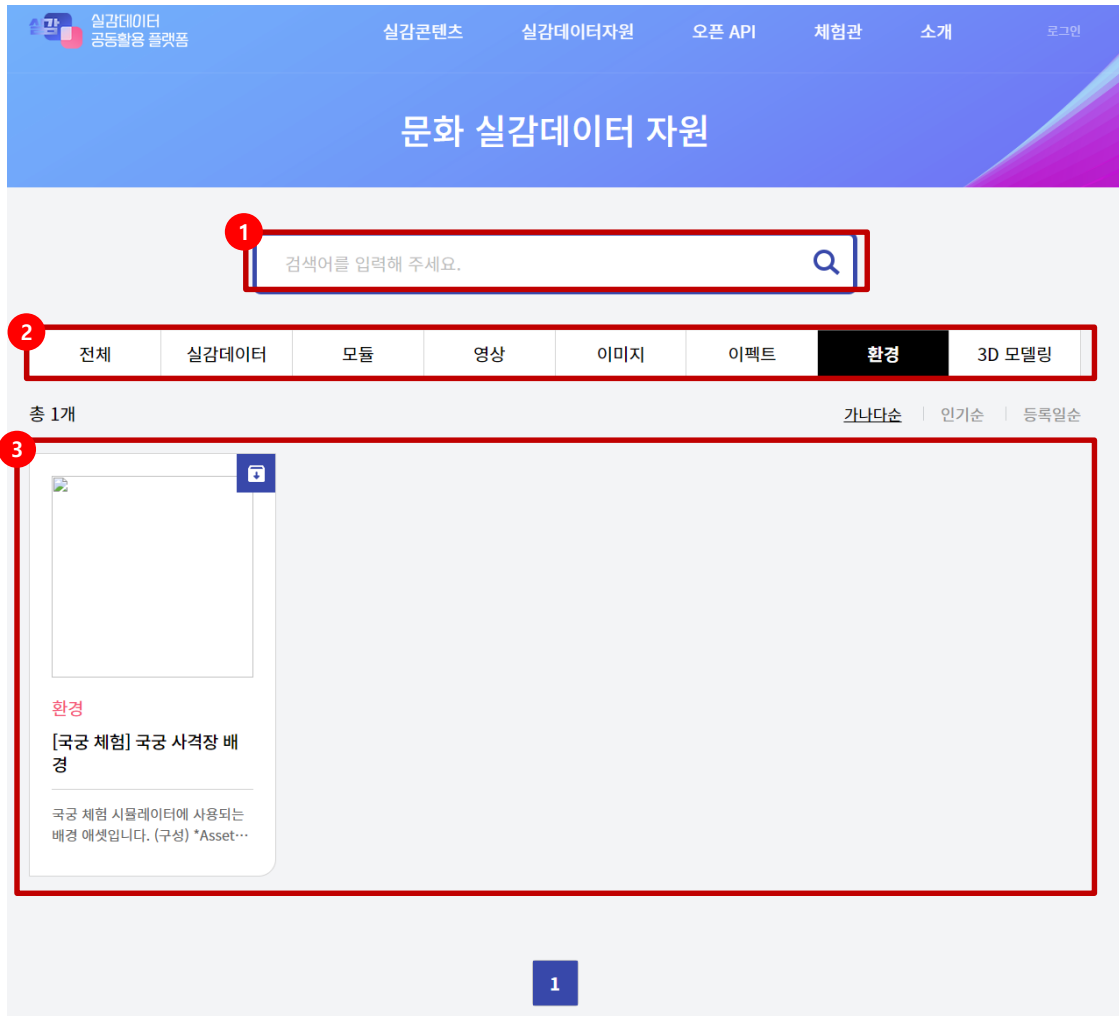 실감 실감데이터
공동활용 플랫폼
실감콘텐츠 실감데이터자원 오픈 API 체험관 소개 로그인
문화 실감데이터 자원
1
검색어를 입력해 주세요.
2
전체 실감데이터 모듈 영상 이미지 이펙트 환경 3D 모델링
총 1개 가나다순 인기순 등록일순
3
환경
[국궁 체험] 국궁 사격장 배
경
국궁 체험 시뮬레이터에 사용되는
배경 애셋입니다. (구성) *Asset…
1